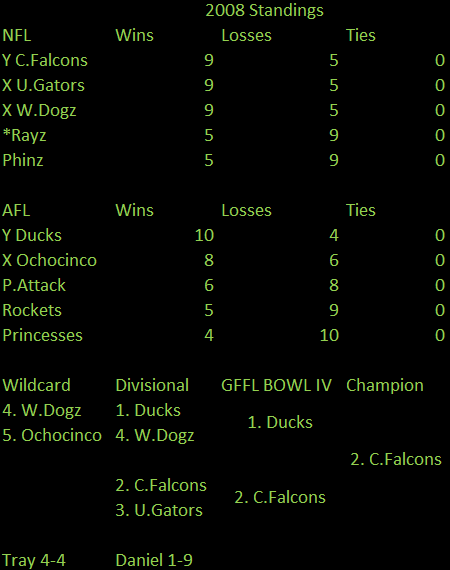 2008 Standings
NFL Wins Losses Ties
Y C.Falcons 9 5 0
X U.Gators 9 5 0
X W.Dogz 9 5 0
*Rayz 5 9 0
Phinz 5 9 0
AFL Wins Losses Ties
Y Ducks 10 4 0
X Ochocinco 8 6 0
P.Attack 6 8 0
Rockets 5 9 0
Princesses 4 10 0
Wildcard Divisional GFFL BOWL IV Champion
4. W.Dogz 1. Ducks
1. Ducks
5. Ochocinco 4. W.Dogz
2. C.Falcons
2. C.Falcons
2. C.Falcons
3. U.Gators
Tray 4-4 Daniel 1-9